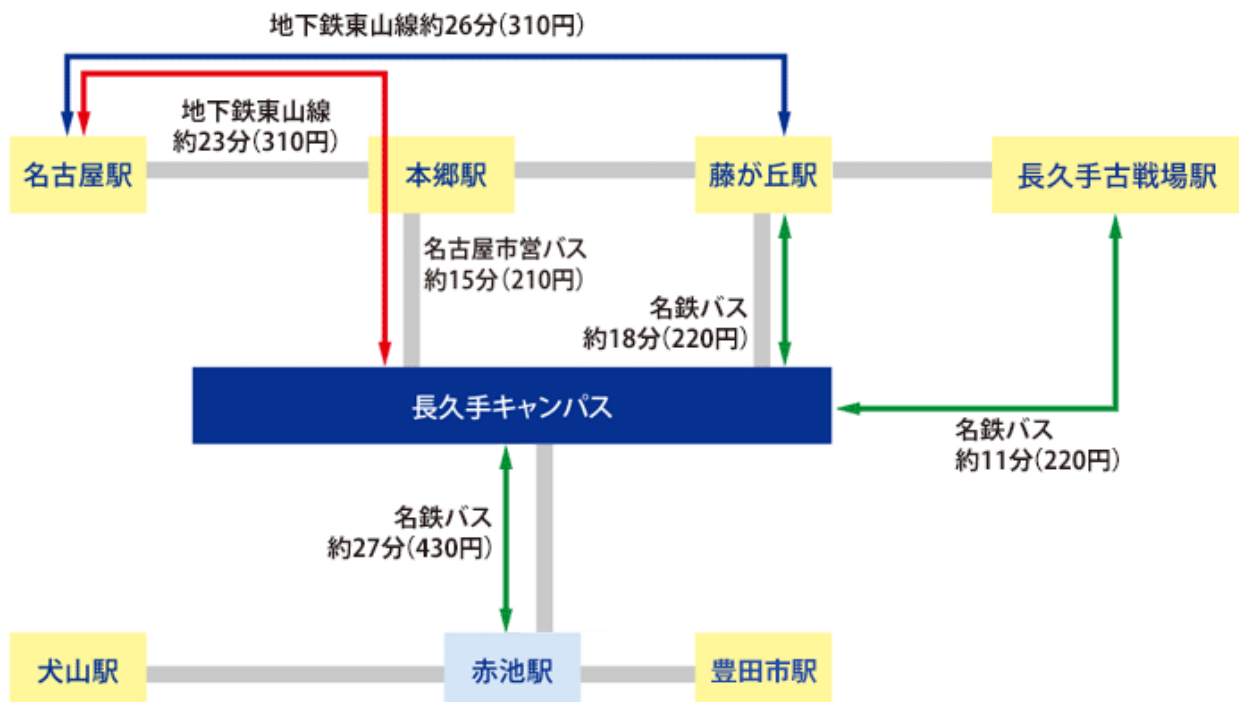 地下鉄東山線約26分(310円)
地下鉄東山線
約23分(310円)
名古屋駅
本郷駅
藤が丘駅
長久手古戦場駅
名古屋市営バス
約15分(210円)
名鉄バス
約18分(220円)
長久手キャンパス
名鉄バス
約11分(220円)
名鉄バス
約27分(430円)
犬山駅
赤池駅
豊田市駅